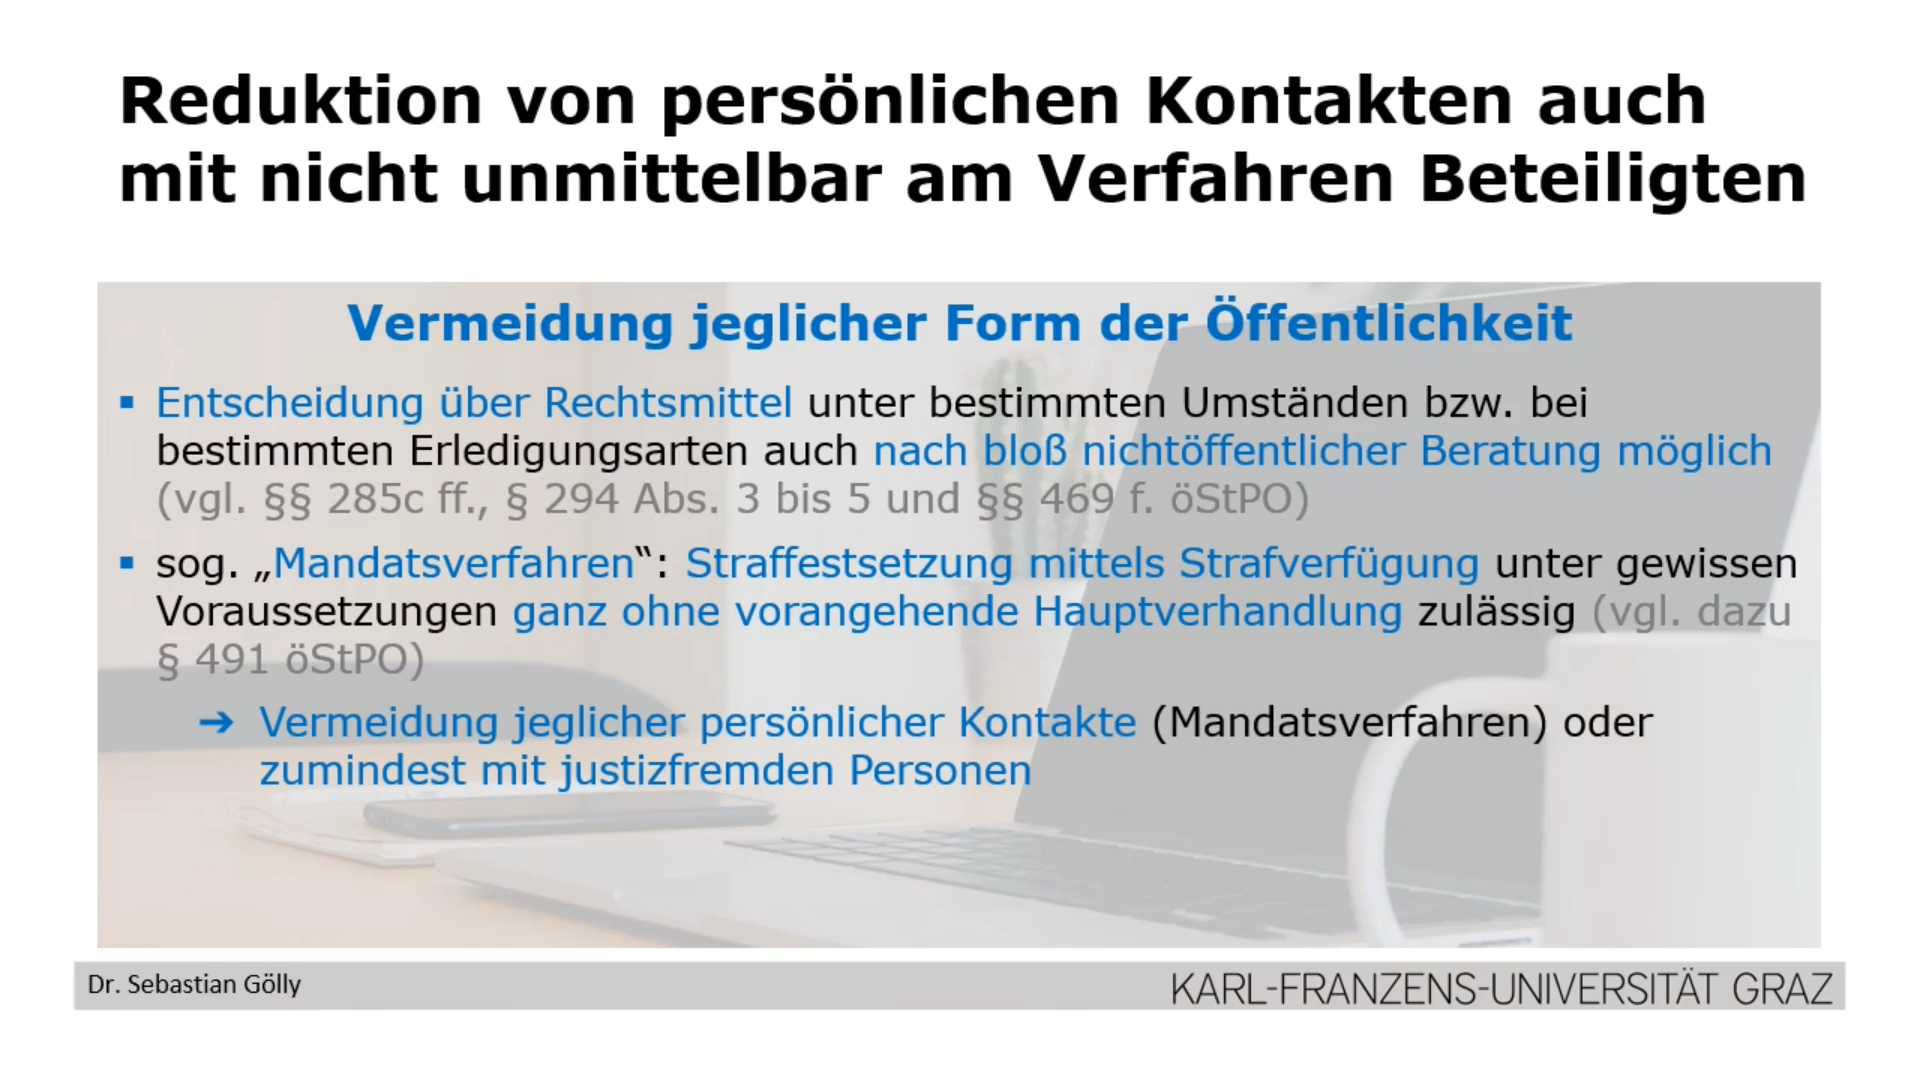 Reduktion von persönlichen Kontakten auch
mit nicht unmittelbar am Verfahren Beteiligten
Vermeidung jeglicher Form der Öffentlichkeit
▪ Entscheidung über Rechtsmittel unter bestimmten Umständen bzw. bei
bestimmten Erledigungsarten auch nach bloß nichtöffentlicher Beratung möglich
(vgl. §§ 285c ff., § 294 Abs. 3 bis 5 und §§ 469 f. öStPO)
▪ sog. „Mandatsverfahren“: Straffestsetzung mittels Strafverfügung unter gewissen
Voraussetzungen ganz ohne vorangehende Hauptverhandlung zulässig (vgl. dazu
§ 491 öStPO)
➔ Vermeidung jeglicher persönlicher Kontakte (Mandatsverfahren) oder
zumindest mit justizfremden Personen
Dr. Sebastian Gölly
KARL-FRANZENS-UNIVERSITÄT GRAZ